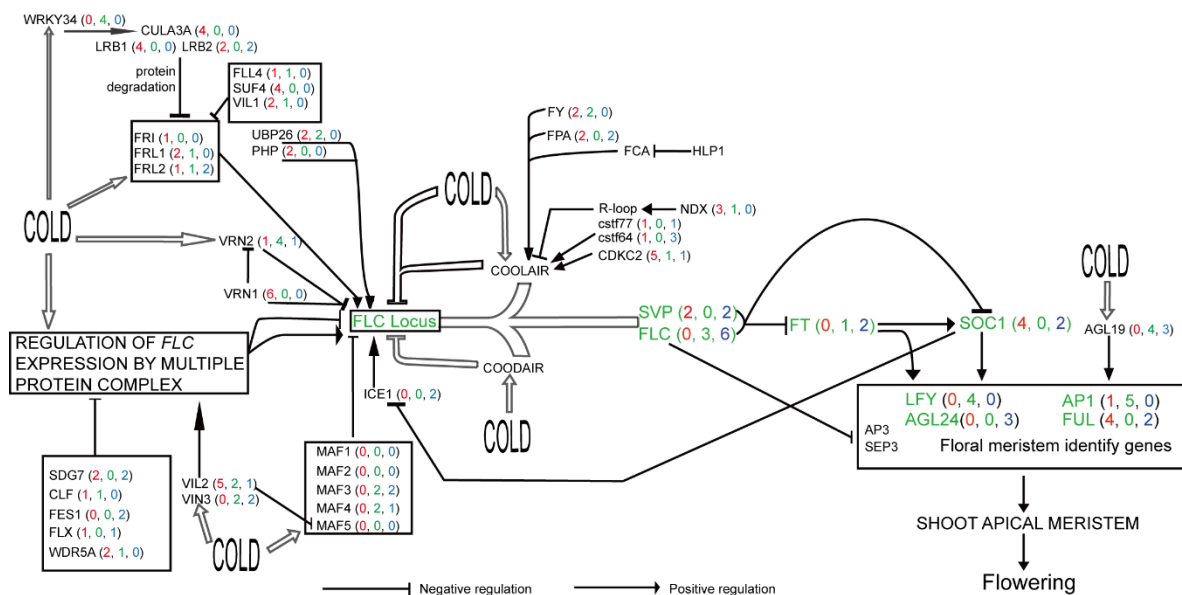 WRKY34 (0, 4, 0)
CULA3A (4, 0, 0)
LRB1 (4, 0, 0) LRB2 (2, 0, 2)
protein
degradation
FLL4 (1, 1, 0)
SUF4 (4, 0, 0)
VIL1 (2, 1, 0)
FRI (1, 0, 0)
FRL1 (2, 1, 0)
FRL2 (1, 1, 2)
UBP26 (2, 2, 0)
PHP (2, 0, 0)
FY (2, 2, 0)
FPA (2, 0, 2)
FCA
HLP1
COLD
COLD
R-loop
NDX (3, 1, 0)
cstf77 (1, 0, 1)
cstf64 (1, 0, 3)
CDKC2 (5, 1, 1)
COOLAIR
VRN2 (1, 4, 1)
VRN1 (6, 0, 0)
FLC Locus
SVP (2, 0, 2)
FLC (0, 3, 6)
FT (0, 1, 2)
SOC1 (4, 0, 2)
COLD
AGL19 (0, 4, 3)
REGULATION OF FLC
EXPRESSION BY MULTIPLE
PROTEIN COMPLEX
COODAIR
ICE1 (0, 0, 2)
COLD
LFY (0, 4, 0)
AGL24(0, 0, 3)
AP1 (1, 5, 0)
FUL (4, 0, 2)
AP3
SEP3
Floral meristem identify genes
SDG7 (2, 0, 2)
CLF (1, 1, 0)
FES1 (0, 0, 2)
FLX (1, 0, 1)
WDR5A (2, 1, 0)
VIL2 (5, 2, 1)
VIN3 (0, 2, 2)
COLD
MAF1 (0, 0, 0)
MAF2 (0, 0, 0)
MAF3 (0, 2, 2)
MAF4 (0, 2, 1)
MAF5 (0, 0, 0)
SHOOT APICAL MERISTEM
Flowering
Negative regulation
Positive regulation